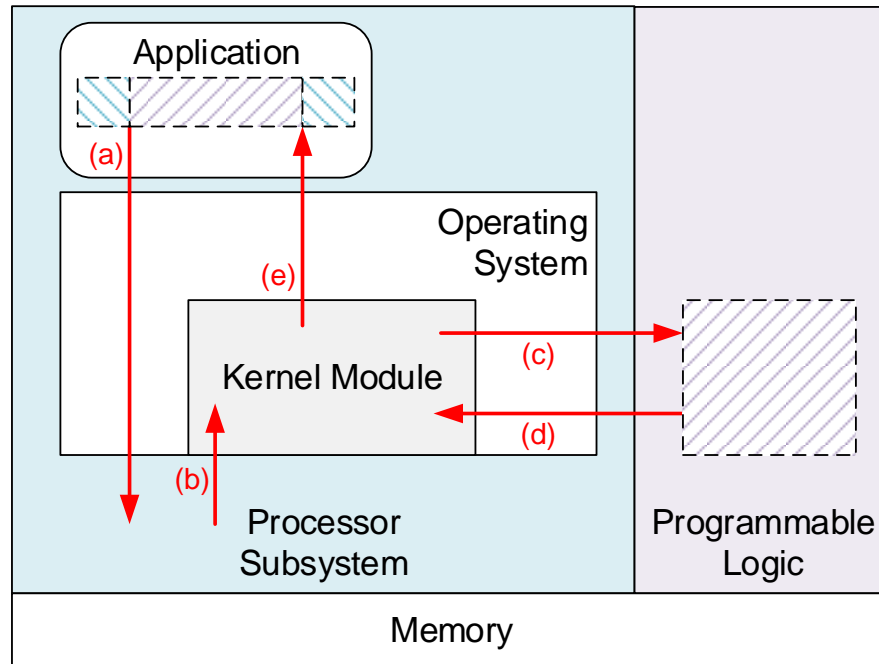 Application
(a)
Operating
System
(e)
(c)
Kernel Module
(d)
(b)
Processor
Subsystem
Programmable
Logic
Memory